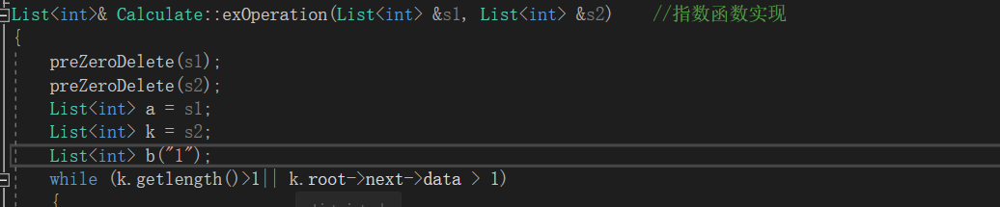 List<int>& Calculate::exOperation(List<int> &s1, List<int> &s2) //指数函数实现
{
preZeroDelete(s1);
preZeroDelete(s2);
List<int> a = s1;
List<int> k = s2;
List<int> b("1");
while (k.getlength()>1|| k.root->next->data > 1)
{